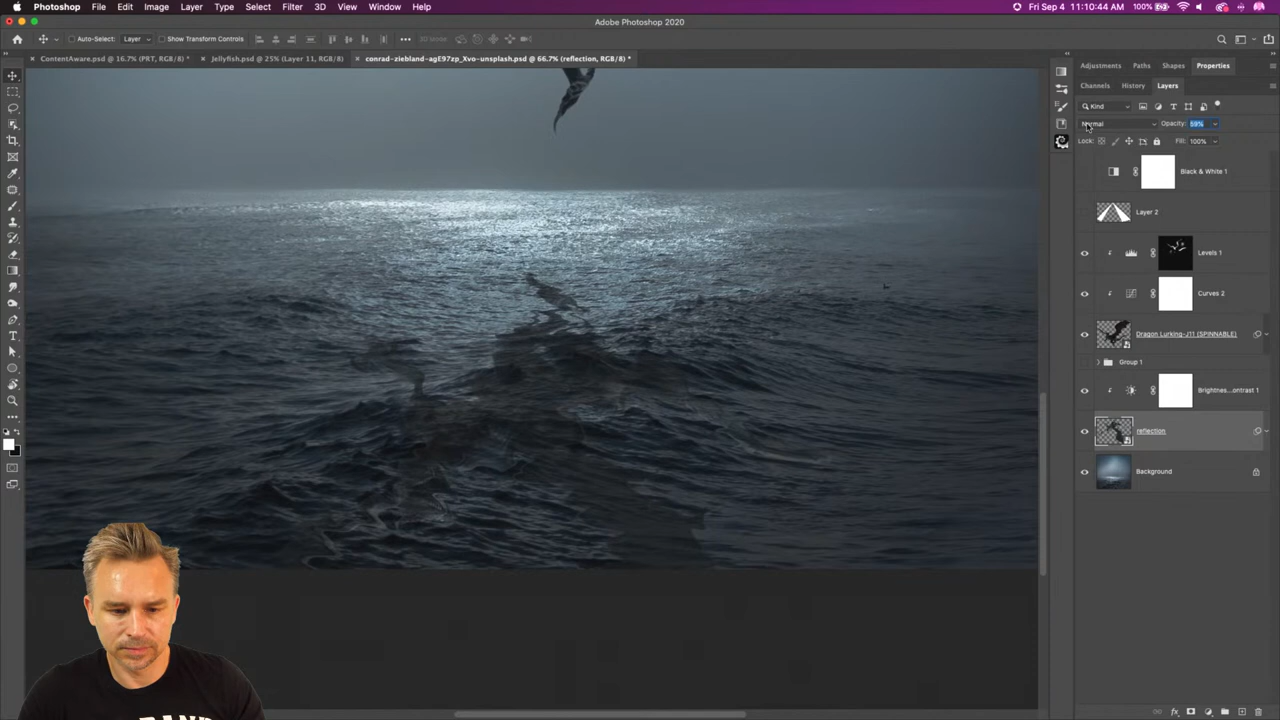 Photoshop File Edit Image Layer Type Select Filter 3D View Window Help
100% Fri Sep 4 11:10:44 AM
Adobe Photoshop 2020
Auto-Select: Layer Show Transform Controls 3D Mode:
ContentAware.psd @ 16.7% (PRT, RGB/8) *
Jellyfish.psd @ 25% (Layer 11, RGB/8)
conrad-ziebland-agE97zp_Xvo-unsplash.psd @ 66.7% (reflection, RGB/8) *
Adjustments Paths Shapes Properties
Channels History Layers
Kind
Normal Opacity: 59%
Lock: Fill: 100%
Black & White 1
Layer 2
Levels 1
Curves 2
Dragon Lurking-J11 (SPINNABLE)
Group 1
Brightnes...ontrast 1
reflection
Background